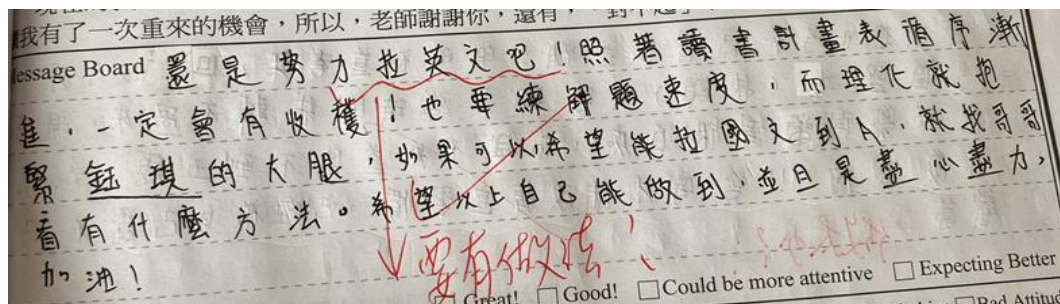 我有了一次重來的機會，所以，老師謝謝你，還有，
Message Board 還是努力拉英文吧！照著讀書計畫表循序漸
進，一定會有收穫！也要練解題速度，而理化就抱
緊鈺琪的大腿，如果可以希望能拉國文到A，就找哥哥
看有什麼方法。希望以上自己能做到，並且是盡心盡力，
加油！
要有做法！
Great! □Good! □Could be more attentive □Expecting Better
Bad Attitu